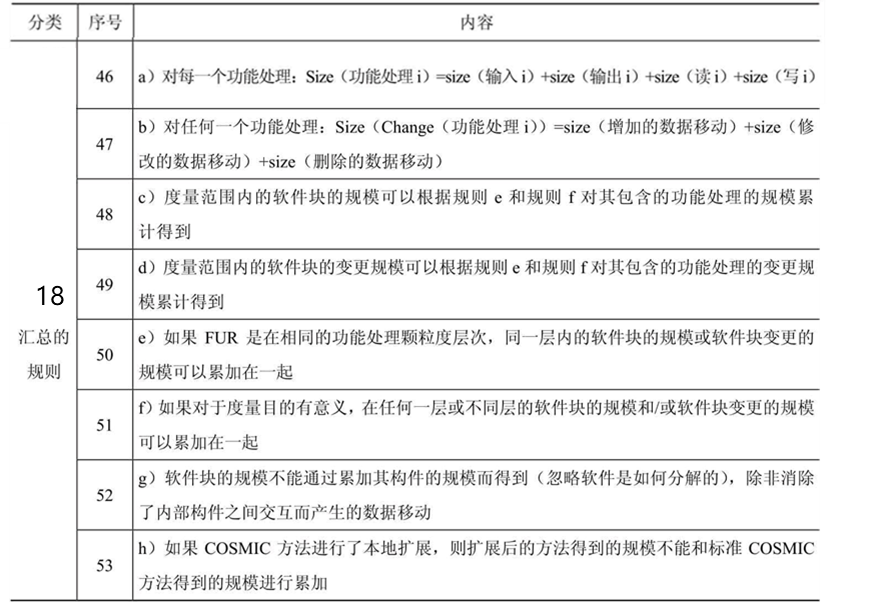 分类 序号 内容
46 a）对每一个功能处理：Size（功能处理 i）=size（输入 i）+size（输出 i）+size（读 i）+size（写 i）
47 b）对任何一个功能处理：Size（Change（功能处理 i））=size（增加的数据移动）+size（修
改的数据移动）+size（删除的数据移动）
48 c）度量范围内的软件块的规模可以根据规则 e 和规则 f 对其包含的功能处理的规模累
计得到
49 d）度量范围内的软件块的变更规模可以根据规则 e 和规则 f 对其包含的功能处理的变更规
模累计得到
18
汇总的
规则
50 e）如果 FUR 是在相同的功能处理颗粒度层次，同一层内的软件块的规模或软件块变更的
规模可以累加在一起
51 f）如果对于度量目的有意义，在任何一层或不同层的软件块的规模和/或软件块变更的规模
可以累加在一起
52 g）软件块的规模不能通过累加其构件的规模而得到（忽略软件是如何分解的），除非消除
了内部构件之间交互而产生的数据移动
53 h）如果 COSMIC 方法进行了本地扩展，则扩展后的方法得到的规模不能和标准 COSMIC
方法得到的规模进行累加